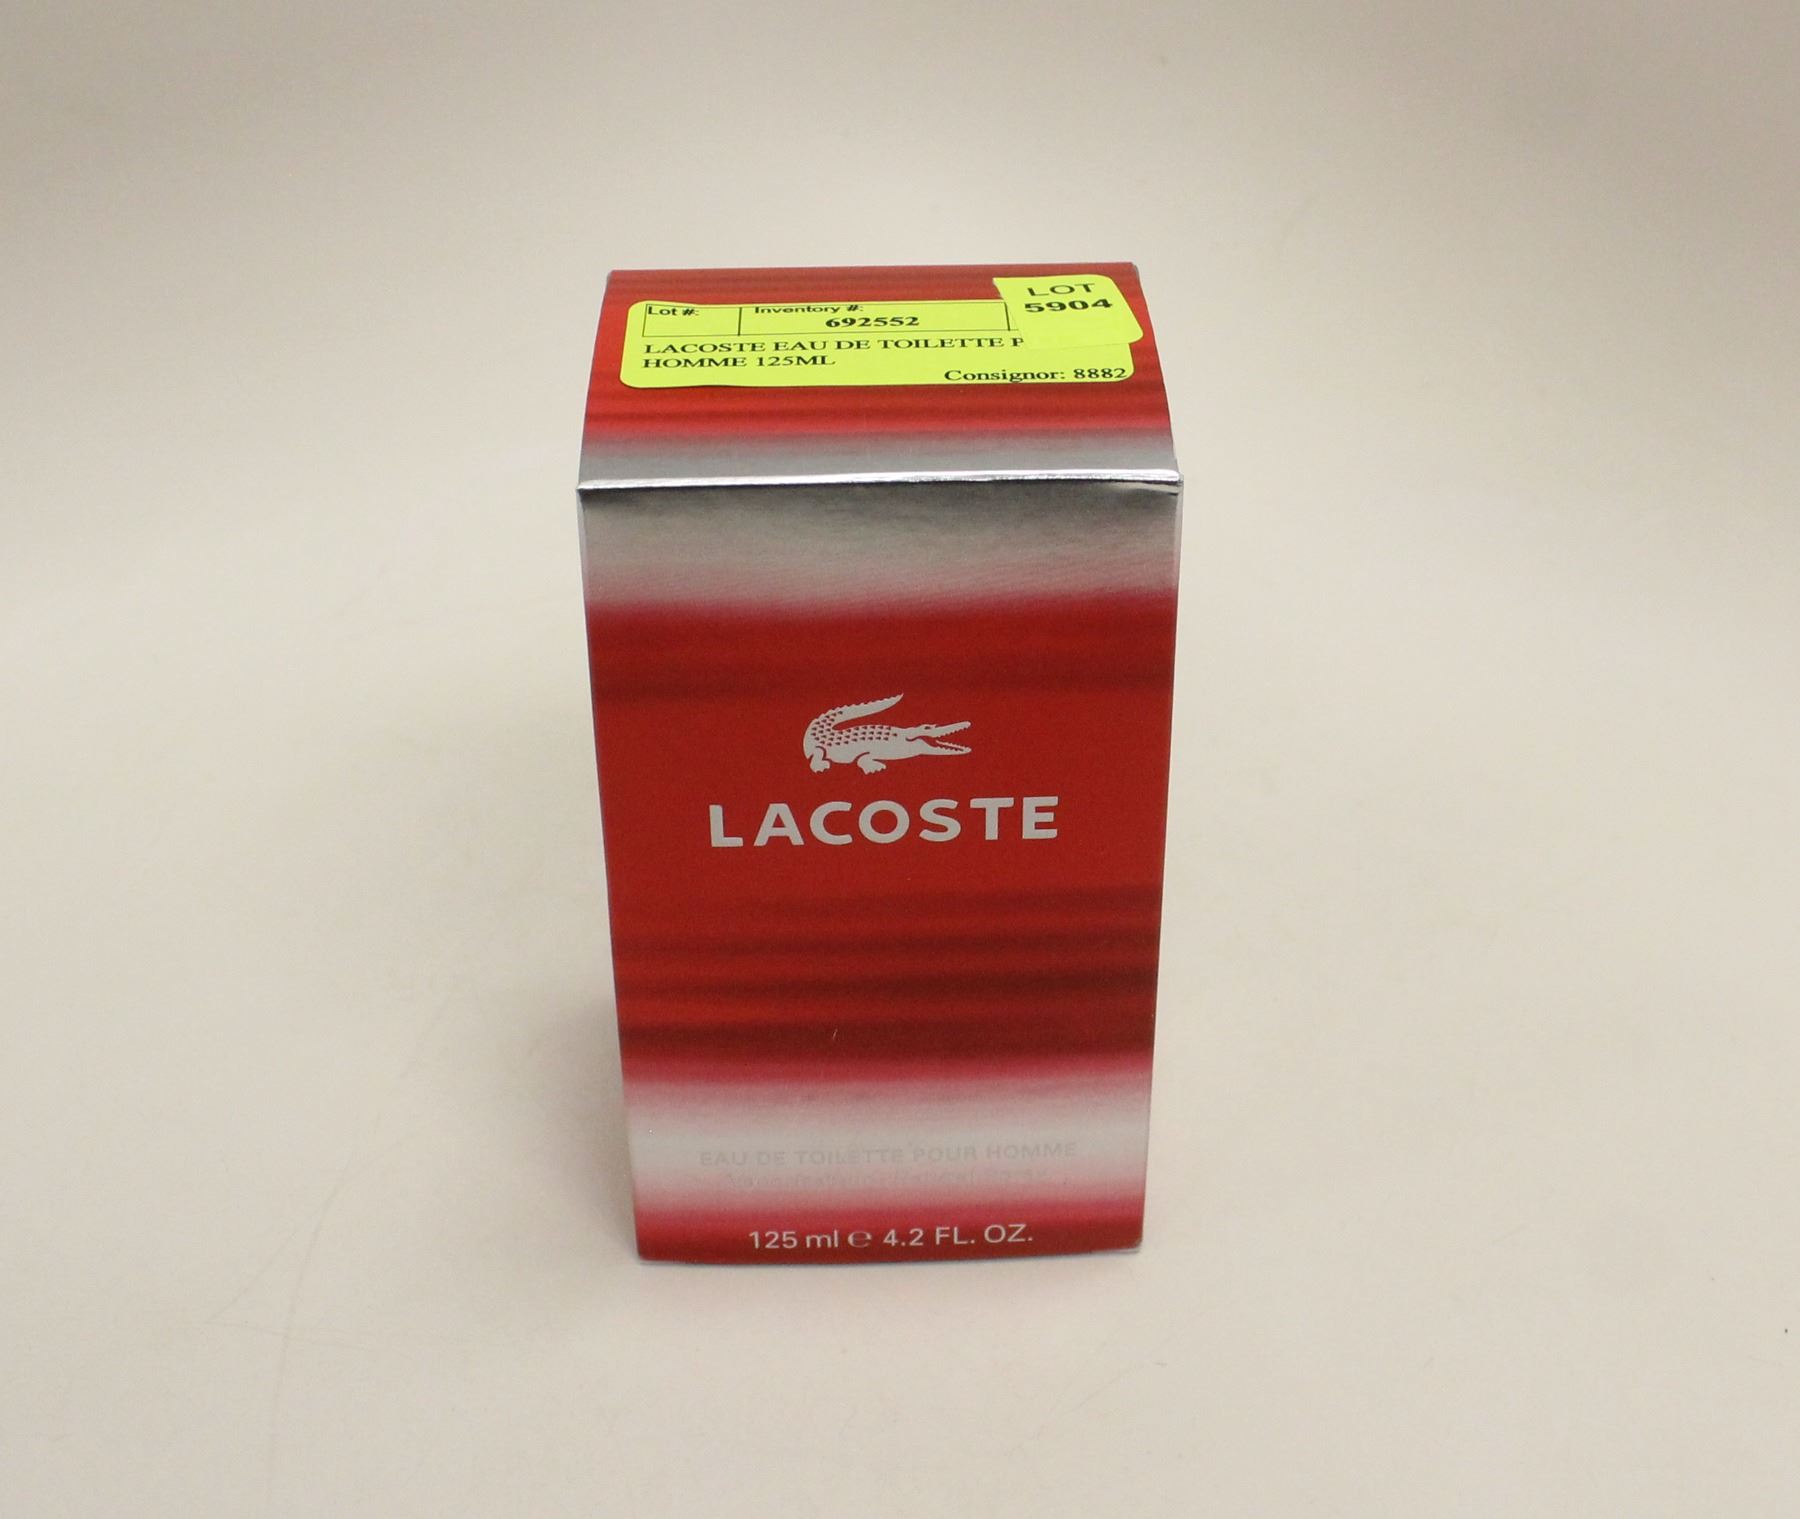 LOT
5904
Lot #: Inventory #:
692552
LACOSTE EAU DE TOILETTE P
HOMME 125ML
Consignor: 8882
LACOSTE
EAU DE TOILETTE POUR HOMME
125 ml ℮ 4.2 FL. OZ.